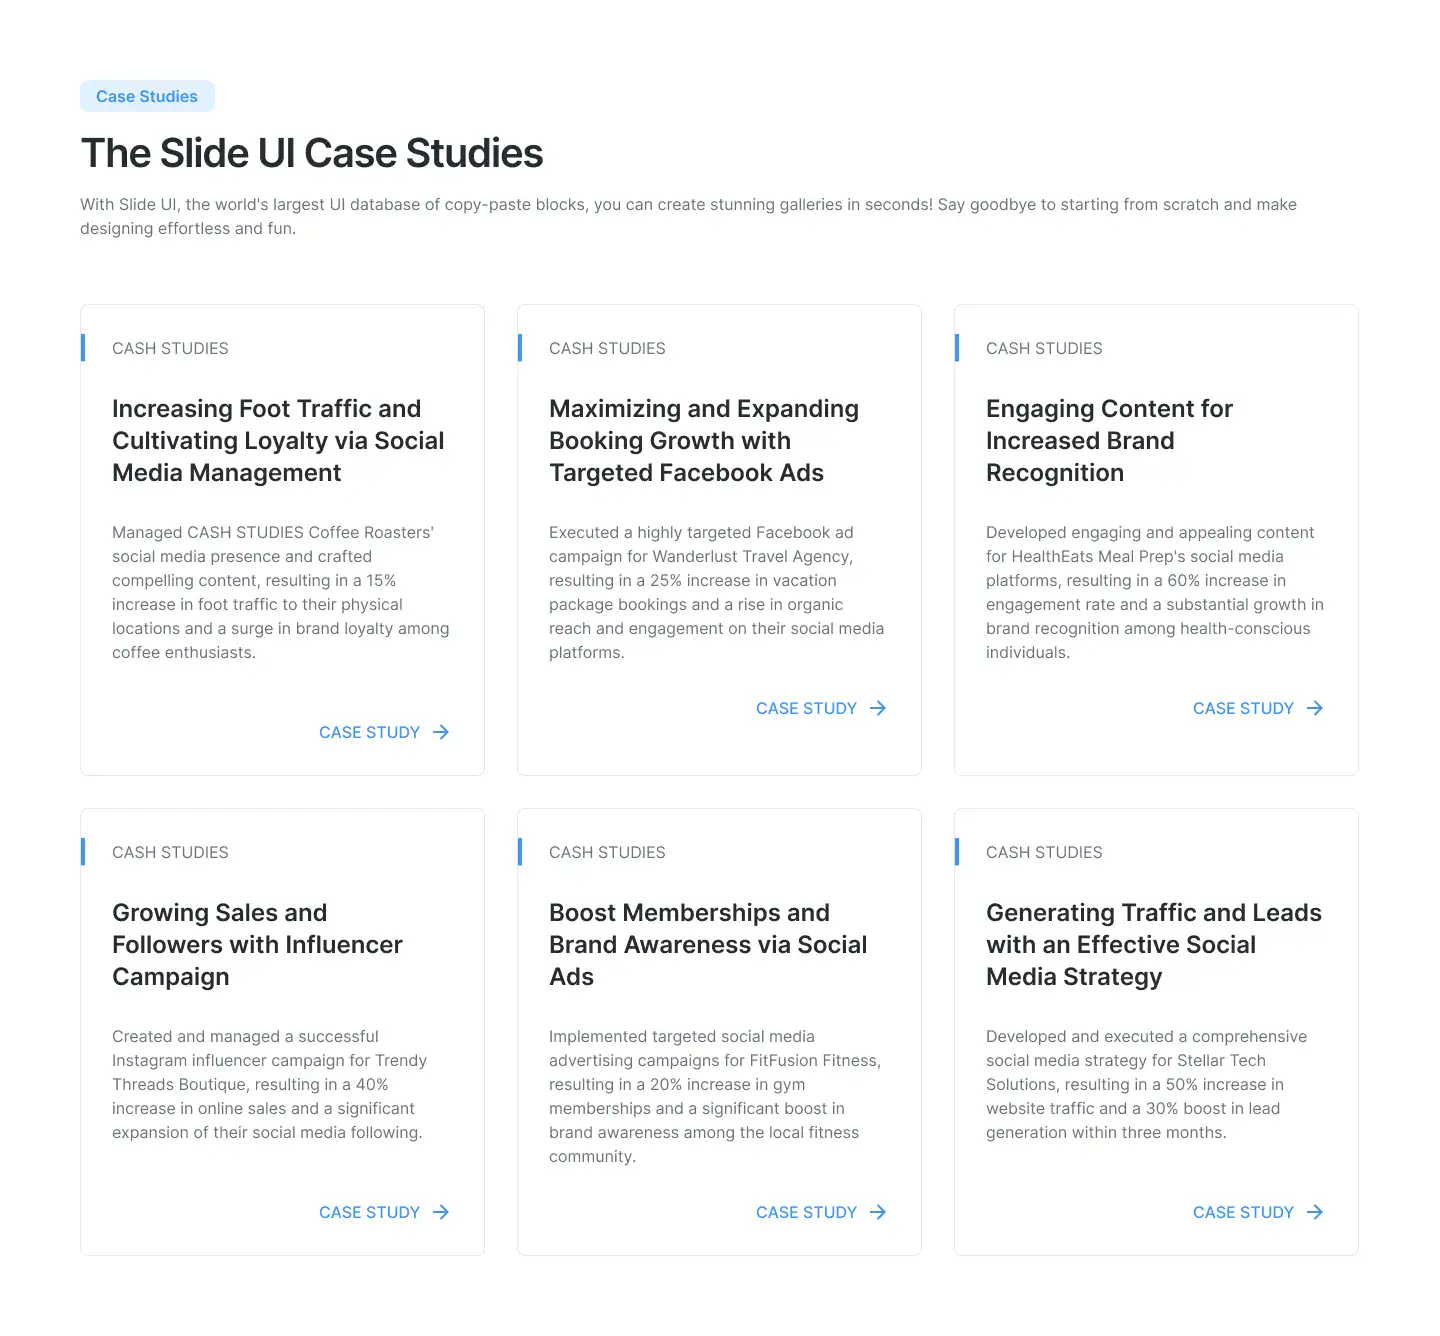 Case Studies
The Slide UI Case Studies
With Slide UI, the world's largest UI database of copy-paste blocks, you can create stunning galleries in seconds! Say goodbye to starting from scratch and make
designing effortless and fun.
CASH STUDIES
Increasing Foot Traffic and
Cultivating Loyalty via Social
Media Management
Managed CASH STUDIES Coffee Roasters'
social media presence and crafted
compelling content, resulting in a 15%
increase in foot traffic to their physical
locations and a surge in brand loyalty among
coffee enthusiasts.
CASE STUDY
CASH STUDIES
Maximizing and Expanding
Booking Growth with
Targeted Facebook Ads
Executed a highly targeted Facebook ad
campaign for Wanderlust Travel Agency,
resulting in a 25% increase in vacation
package bookings and a rise in organic
reach and engagement on their social media
platforms.
CASE STUDY
CASH STUDIES
Engaging Content for
Increased Brand
Recognition
Developed engaging and appealing content
for HealthEats Meal Prep's social media
platforms, resulting in a 60% increase in
engagement rate and a substantial growth in
brand recognition among health-conscious
individuals.
CASE STUDY
CASH STUDIES
Growing Sales and
Followers with Influencer
Campaign
Created and managed a successful
Instagram influencer campaign for Trendy
Threads Boutique, resulting in a 40%
increase in online sales and a significant
expansion of their social media following.
CASE STUDY
CASH STUDIES
Boost Memberships and
Brand Awareness via Social
Ads
Implemented targeted social media
advertising campaigns for FitFusion Fitness,
resulting in a 20% increase in gym
memberships and a significant boost in
brand awareness among the local fitness
community.
CASE STUDY
CASH STUDIES
Generating Traffic and Leads
with an Effective Social
Media Strategy
Developed and executed a comprehensive
social media strategy for Stellar Tech
Solutions, resulting in a 50% increase in
website traffic and a 30% boost in lead
generation within three months.
CASE STUDY